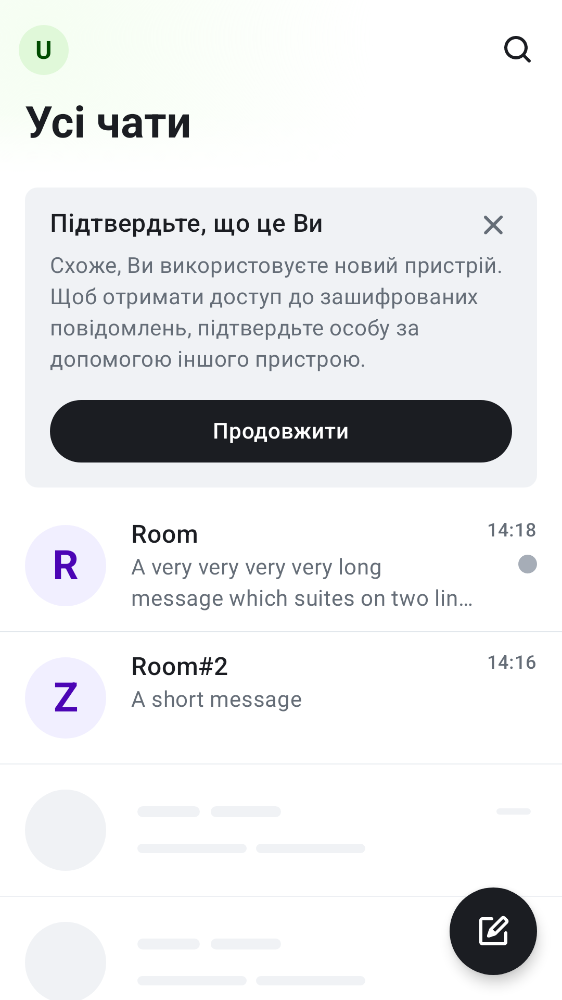 U
Усі чати
Підтвердьте, що це Ви
Схоже, Ви використовуєте новий пристрій.
Щоб отримати доступ до зашифрованих
повідомлень, підтвердьте особу за
допомогою іншого пристрою.
Продовжити
R
Room
14:18
A very very very very long
message which suites on two lin…
Z
Room#2
14:16
A short message